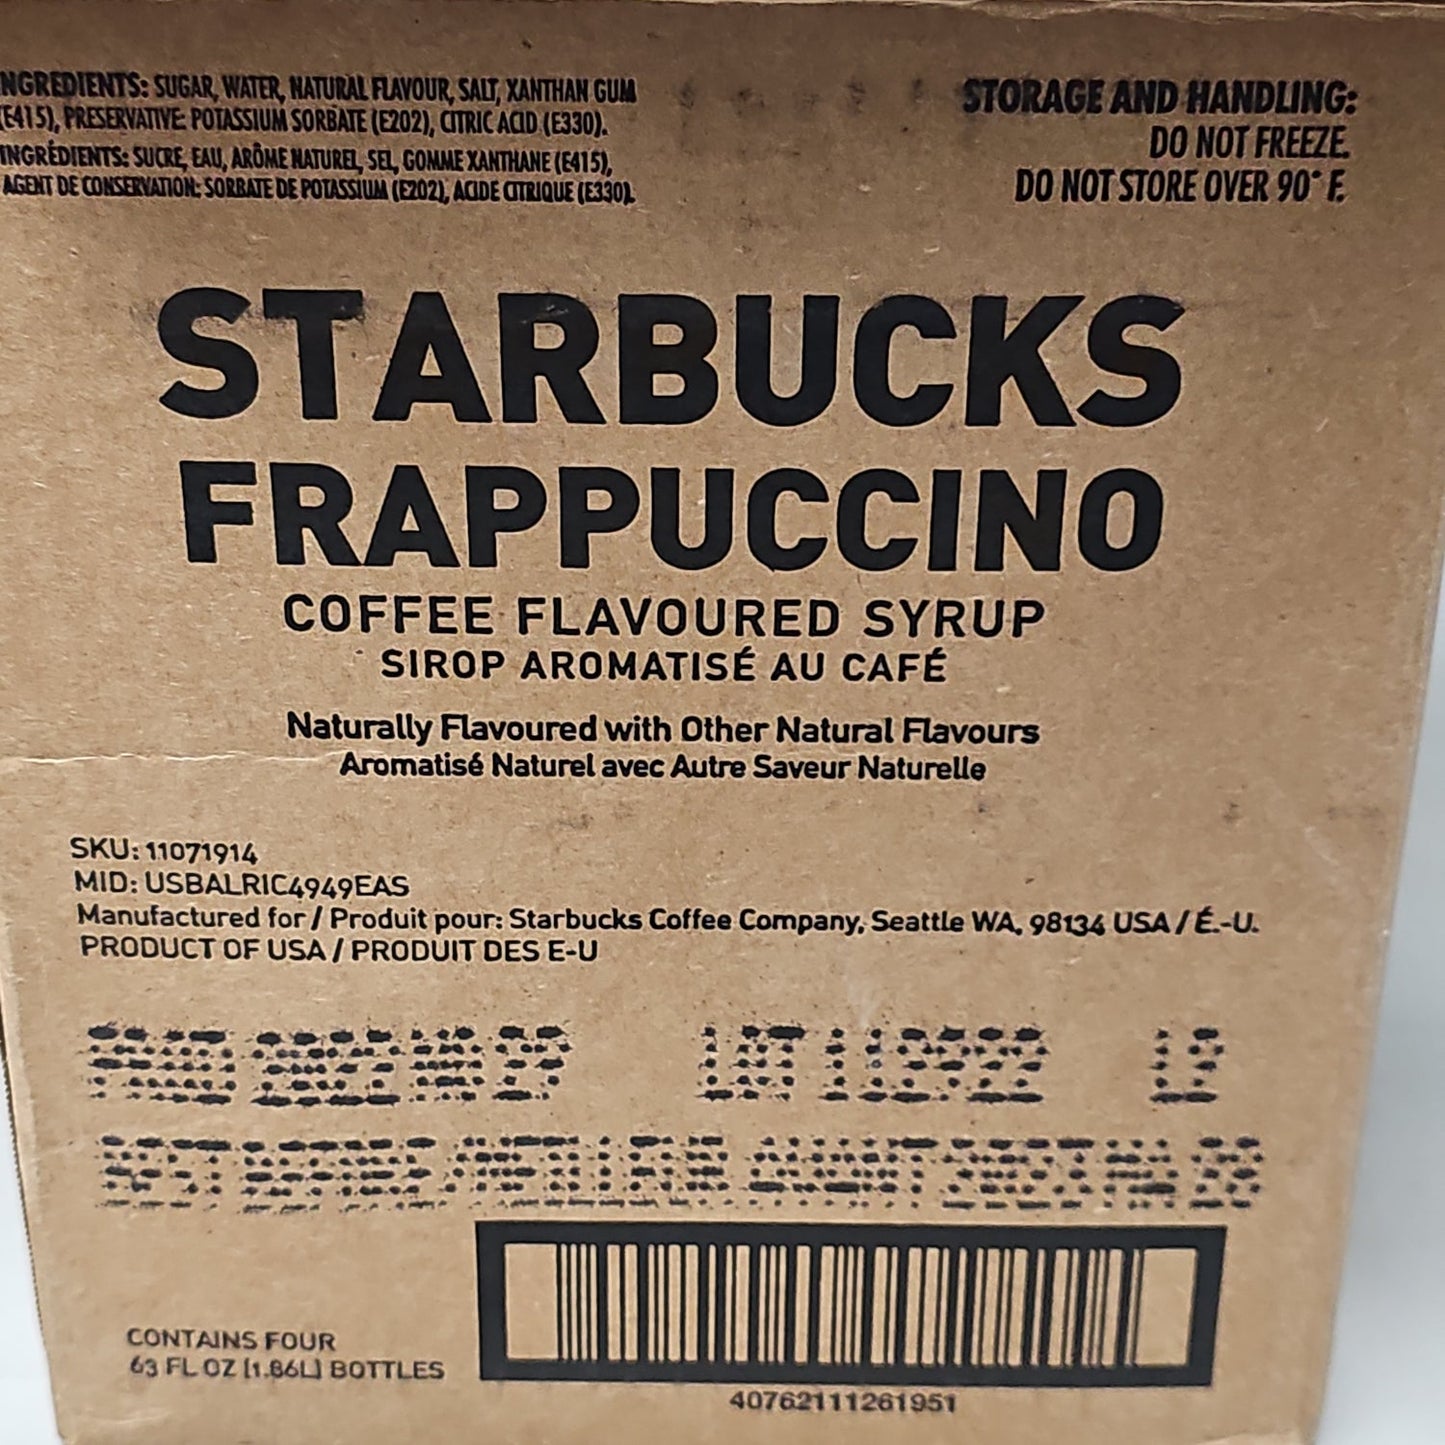 NGREDIENTS: SUGAR, WATER, NATURAL FLAVOUR, SALT, XANTHAN GUM
(E415), PRESERVATIVE: POTASSIUM SORBATE (E202), CITRIC ACID (E330).
INGRÉDIENTS: SUCRE, EAU, ARÔME NATUREL, SEL, GOMME XANTHANE (E415),
AGENT DE CONSERVATION: SORBATE DE POTASSIUM (E202), ACIDE CITRIQUE (E330).
STORAGE AND HANDLING:
DO NOT FREEZE.
DO NOT STORE OVER 90° F.
STARBUCKS
FRAPPUCCINO
COFFEE FLAVOURED SYRUP
SIROP AROMATISÉ AU CAFÉ
Naturally Flavoured with Other Natural Flavours
Aromatisé Naturel avec Autre Saveur Naturelle
SKU: 11071914
MID: USBALRIC4949EAS
Manufactured for / Produit pour: Starbucks Coffee Company, Seattle WA, 98134 USA / É.-U.
PRODUCT OF USA / PRODUIT DES E-U
LOT
CONTAINS FOUR
63 FL OZ (1.86L) BOTTLES
40762111261951